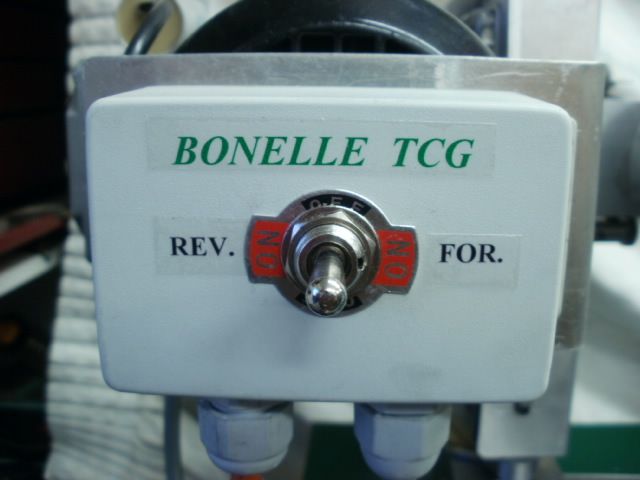 BONELLE TCG
OFF
REV. ON ON FOR.